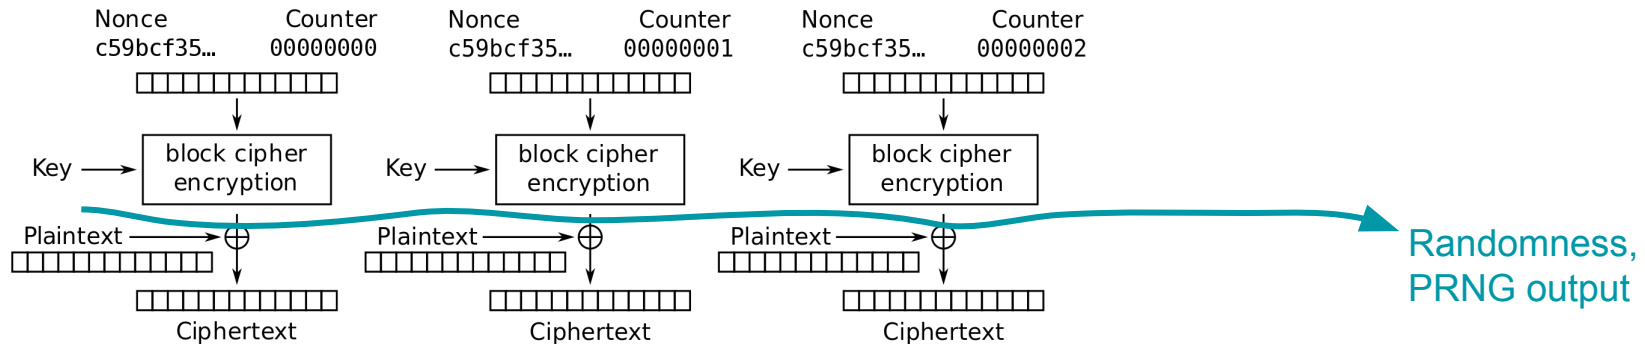 Nonce Counter Nonce Counter Nonce Counter
c59bcf35… 00000000 c59bcf35… 00000001 c59bcf35… 00000002
Key block cipher encryption Key block cipher encryption Key block cipher encryption
Plaintext Plaintext Plaintext
Randomness,
PRNG output
Ciphertext Ciphertext Ciphertext